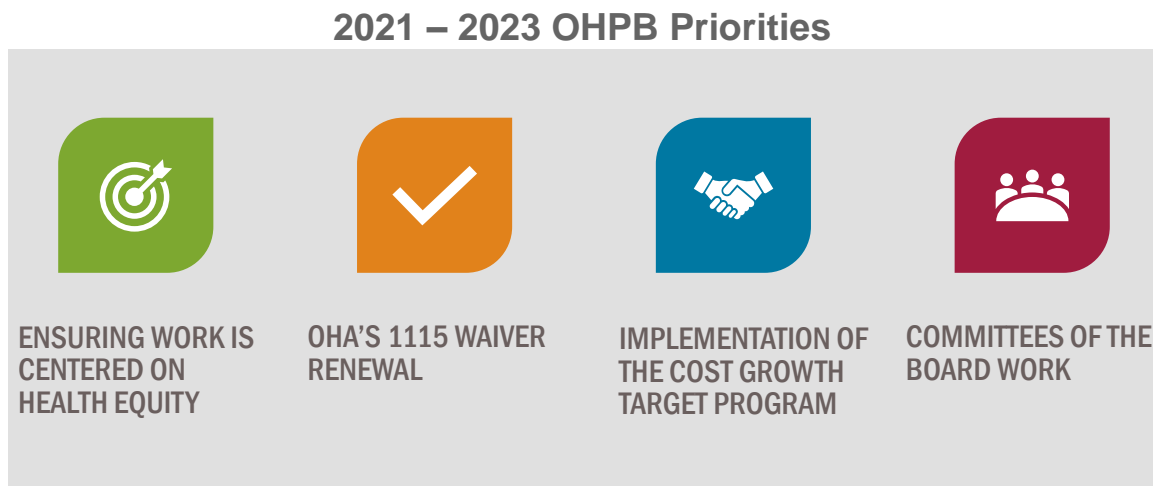 2021 – 2023 OHPB Priorities
ENSURING WORK IS
CENTERED ON
HEALTH EQUITY
OHA'S 1115 WAIVER
RENEWAL
IMPLEMENTATION OF
THE COST GROWTH
TARGET PROGRAM
COMMITTEES OF THE
BOARD WORK